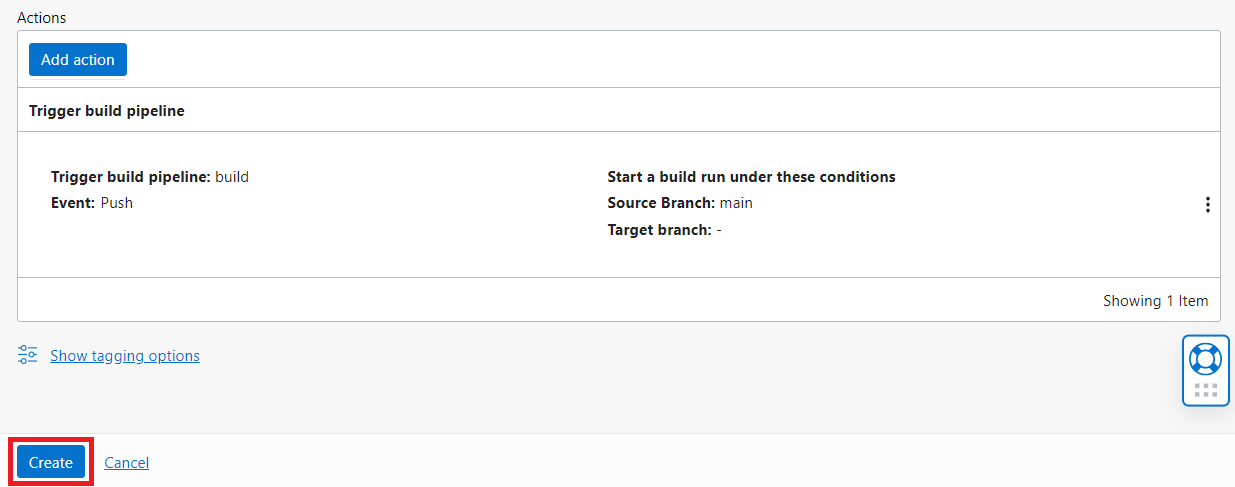 Actions
Add action
Trigger build pipeline
Trigger build pipeline: build
Event: Push
Start a build run under these conditions
Source Branch: main
Target branch: -
Showing 1 Item
Show tagging options
Create Cancel